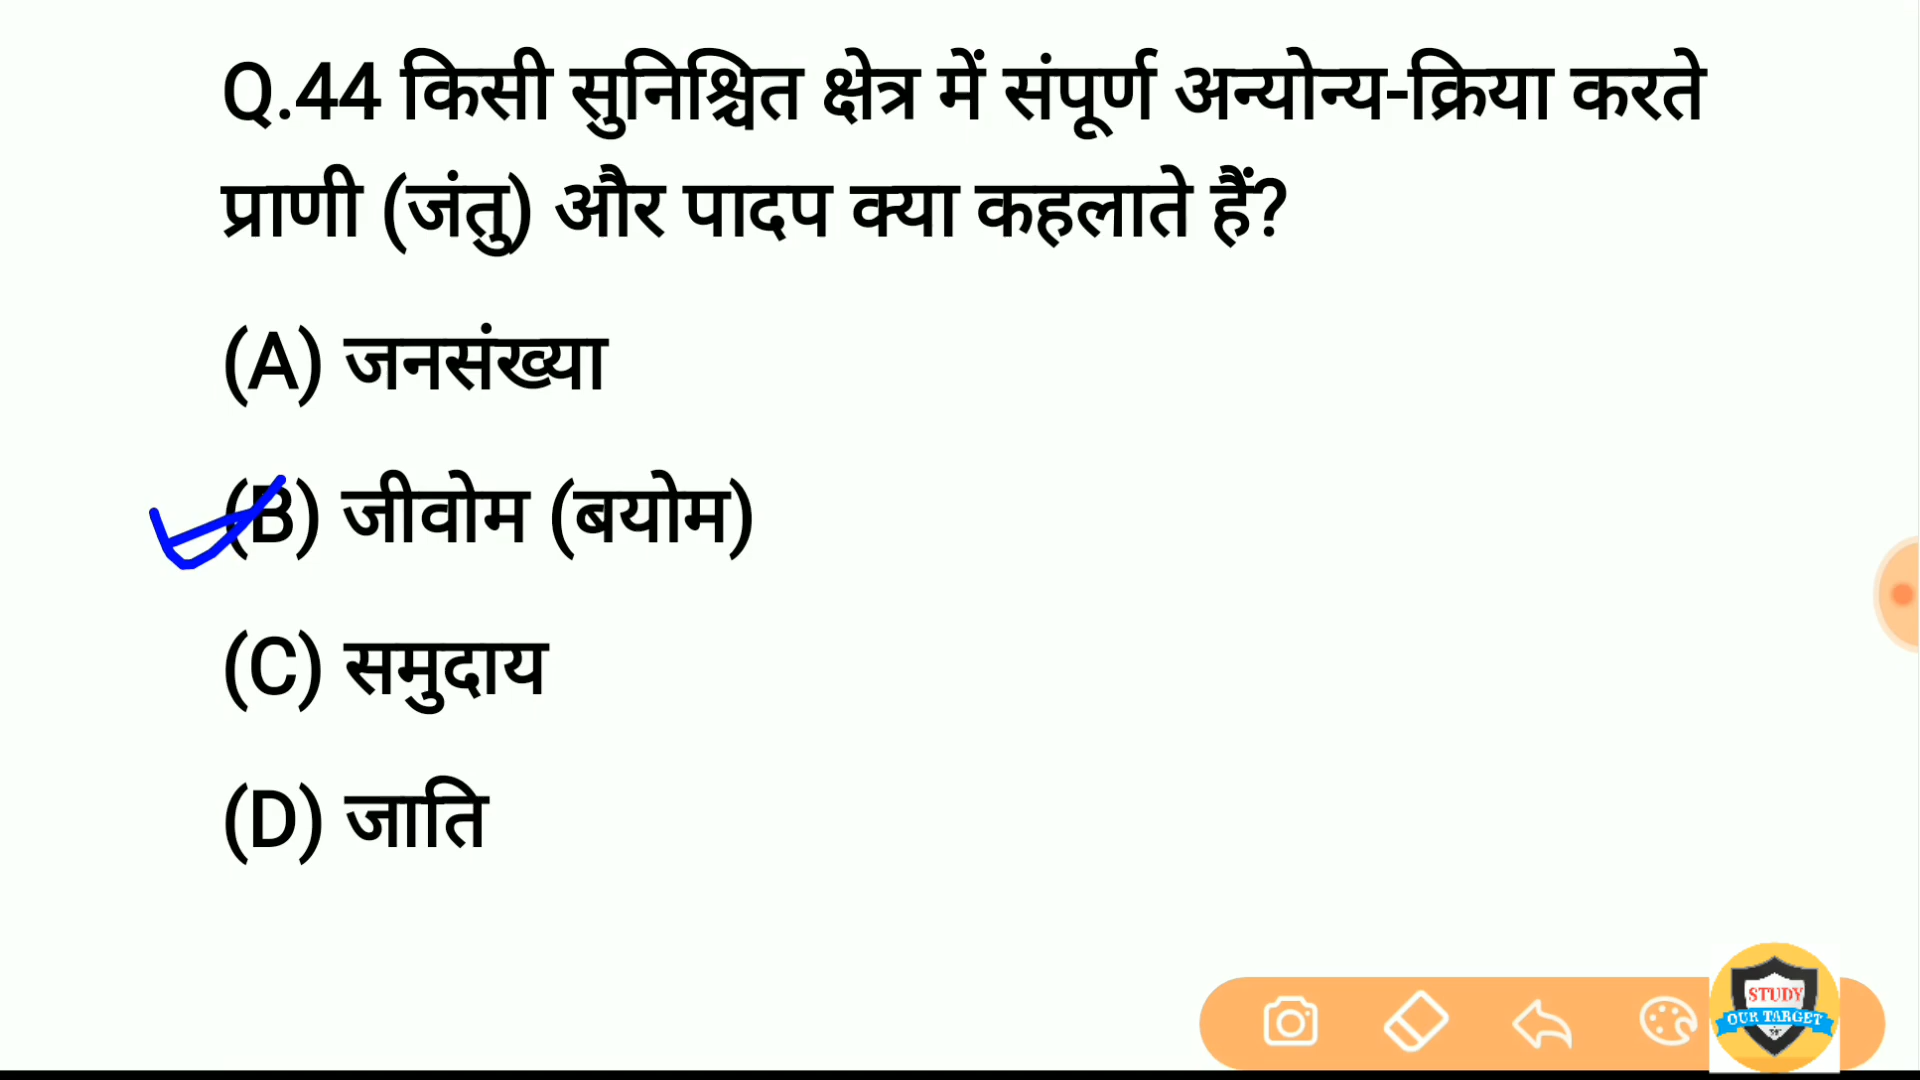 Q.44 किसी सुनिश्चित क्षेत्र में संपूर्ण अन्योन्य-क्रिया करते
प्राणी (जंतु) और पादप क्या कहलाते हैं?
(A) जनसंख्या
(B) जीवोम (बयोम)
(C) समुदाय
(D) जाति
STUDY
OUR TARGET